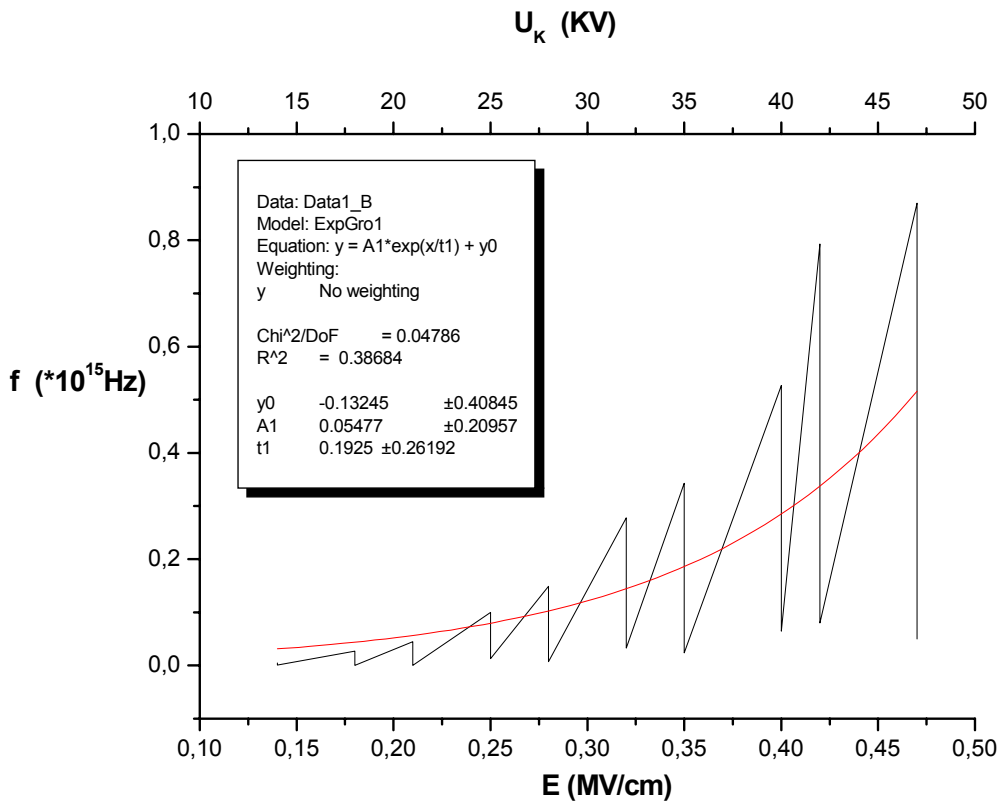 U_K (KV)
10 15 20 25 30 35 40 45 50
1,0
0,8
0,6
0,4
0,2
0,0
f (*10^15Hz)
Data: Data1_B
Model: ExpGro1
Equation: y = A1*exp(x/t1) + y0
Weighting:
y No weighting
Chi^2/DoF = 0.04786
R^2 = 0.38684
y0 -0.13245 ±0.40845
A1 0.05477 ±0.20957
t1 0.1925 ±0.26192
0,10 0,15 0,20 0,25 0,30 0,35 0,40 0,45 0,50
E (MV/cm)